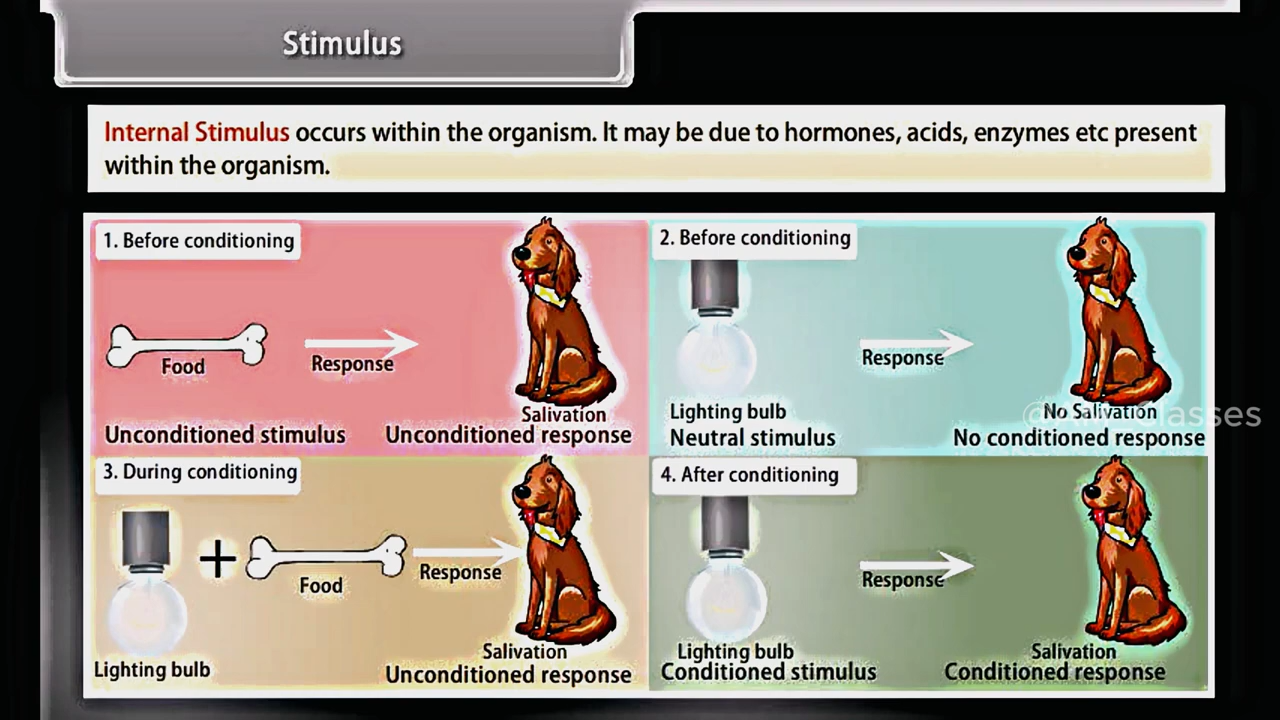 Stimulus
Internal Stimulus occurs within the organism. It may be due to hormones, acids, enzymes etc present
within the organism.
1. Before conditioning
Food
Response
Salivation
Unconditioned stimulus
Unconditioned response
2. Before conditioning
Response
Lighting bulb
No Salivation
Neutral stimulus
No conditioned response
3. During conditioning
+
Food
Response
Lighting bulb
Salivation
Unconditioned response
4. After conditioning
Response
Lighting bulb
Salivation
Conditioned stimulus
Conditioned response